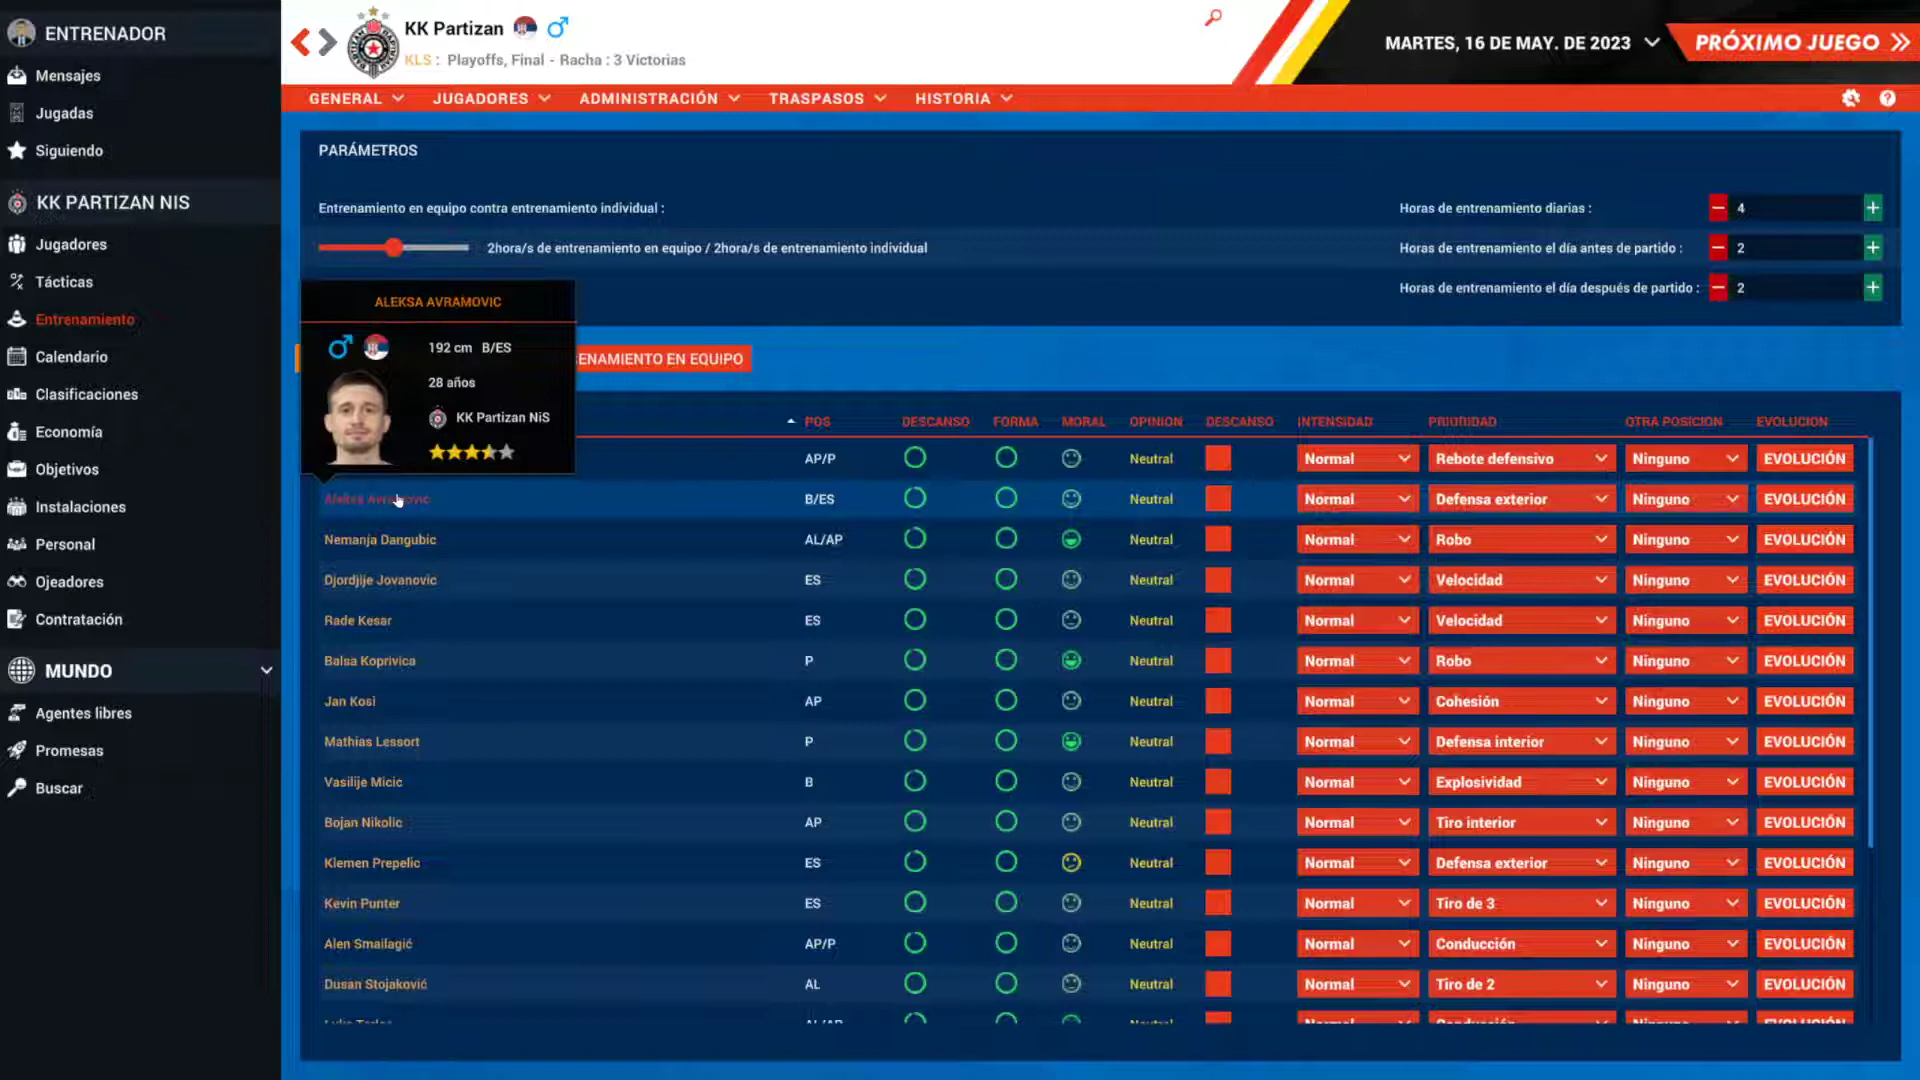 ENTRENADOR
Mensajes
Jugadas
Siguiendo
KK PARTIZAN NIS
Jugadores
Tácticas
Entrenamiento
Calendario
Clasificaciones
Economía
Objetivos
Instalaciones
Personal
Ojeadores
Contratación
MUNDO
Agentes libres
Promesas
Buscar
KK Partizan
KLS : Playoffs, Final - Racha : 3 Victorias
MARTES, 16 DE MAY. DE 2023
PRÓXIMO JUEGO
GENERAL JUGADORES ADMINISTRACIÓN TRASPASOS HISTORIA
PARÁMETROS
Entrenamiento en equipo contra entrenamiento individual :
2hora/s de entrenamiento en equipo / 2hora/s de entrenamiento individual
Horas de entrenamiento diarias : 4
Horas de entrenamiento el día antes de partido : 2
Horas de entrenamiento el día después de partido : 2
ALEKSA AVRAMOVIC
192 cm B/ES
28 años
KK Partizan NiS
ENAMIENTO EN EQUIPO
POS DESCANSO FORMA MORAL OPINION DESCANSO INTENSIDAD PRIORIDAD OTRA POSICION EVOLUCION
AP/P Neutral Normal Rebote defensivo Ninguno EVOLUCIÓN
Aleksa Avramovic B/ES Neutral Normal Defensa exterior Ninguno EVOLUCIÓN
Nemanja Dangubic AL/AP Neutral Normal Robo Ninguno EVOLUCIÓN
Djordjije Jovanovic ES Neutral Normal Velocidad Ninguno EVOLUCIÓN
Rade Kesar ES Neutral Normal Velocidad Ninguno EVOLUCIÓN
Balsa Koprivica P Neutral Normal Robo Ninguno EVOLUCIÓN
Jan Kosi AP Neutral Normal Cohesión Ninguno EVOLUCIÓN
Mathias Lessort P Neutral Normal Defensa interior Ninguno EVOLUCIÓN
Vasilije Micic B Neutral Normal Explosividad Ninguno EVOLUCIÓN
Bojan Nikolic AP Neutral Normal Tiro interior Ninguno EVOLUCIÓN
Klemen Prepelic ES Neutral Normal Defensa exterior Ninguno EVOLUCIÓN
Kevin Punter ES Neutral Normal Tiro de 3 Ninguno EVOLUCIÓN
Alen Smailagić AP/P Neutral Normal Conducción Ninguno EVOLUCIÓN
Dusan Stojaković AL Neutral Normal Tiro de 2 Ninguno EVOLUCIÓN